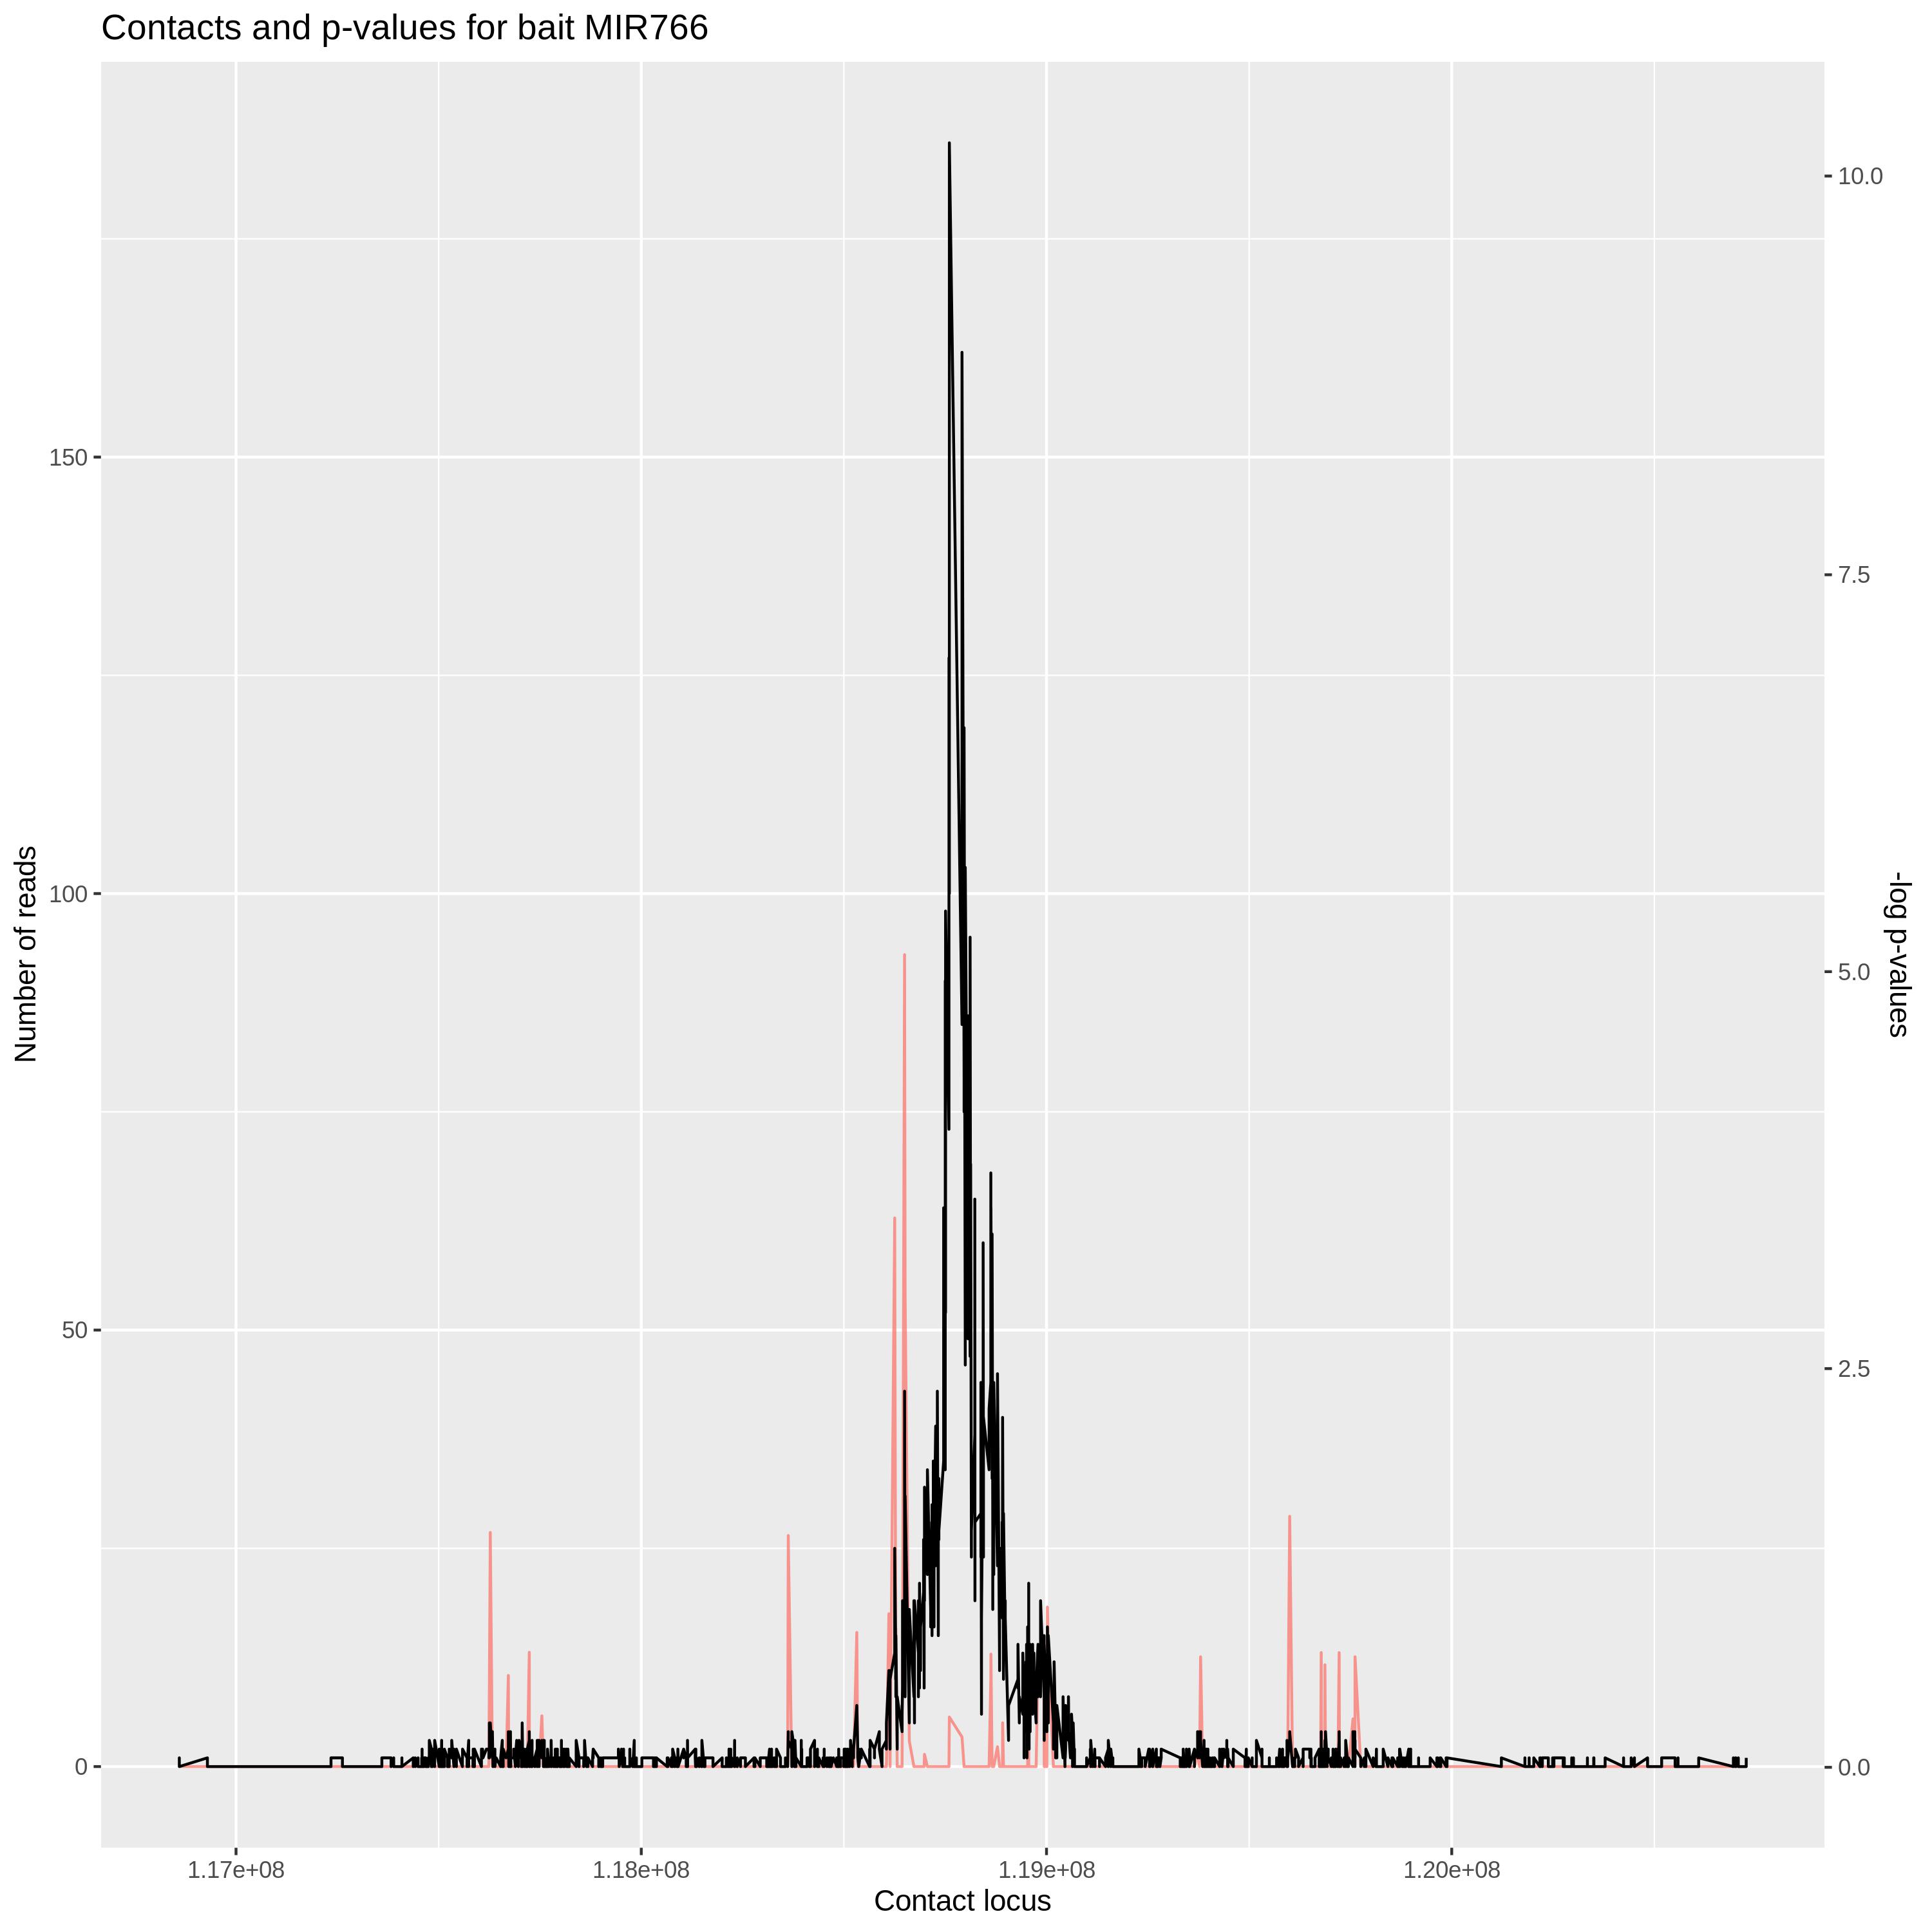 Contacts and p-values for bait MIR766
Number of reads
150
100
50
0
10.0
7.5
5.0
2.5
0.0
-log p-values
1.17e+08
1.18e+08
1.19e+08
1.20e+08
Contact locus